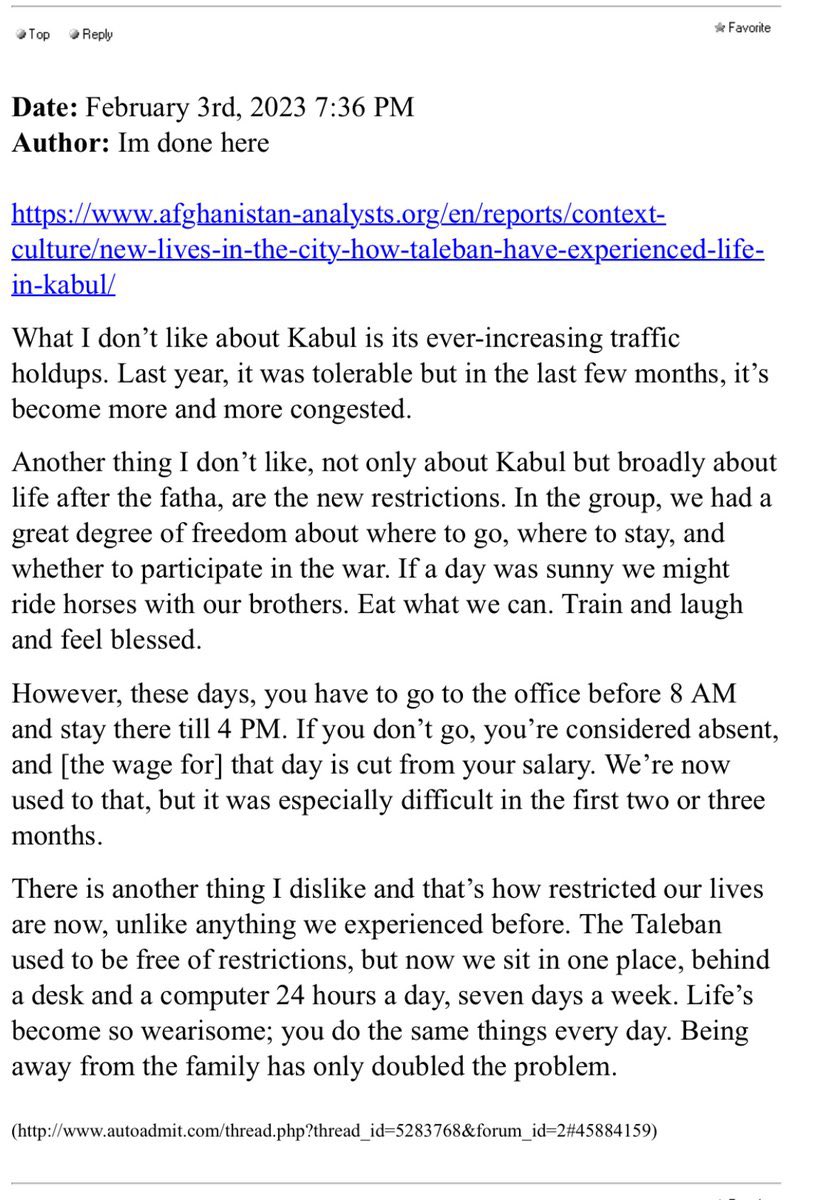 Top Reply Favorite
Date: February 3rd, 2023 7:36 PM
Author: Im done here
https://www.afghanistan-analysts.org/en/reports/context-
culture/new-lives-in-the-city-how-taleban-have-experienced-life-
in-kabul/
What I don’t like about Kabul is its ever-increasing traffic
holdups. Last year, it was tolerable but in the last few months, it’s
become more and more congested.
Another thing I don’t like, not only about Kabul but broadly about
life after the fatha, are the new restrictions. In the group, we had a
great degree of freedom about where to go, where to stay, and
whether to participate in the war. If a day was sunny we might
ride horses with our brothers. Eat what we can. Train and laugh
and feel blessed.
However, these days, you have to go to the office before 8 AM
and stay there till 4 PM. If you don’t go, you’re considered absent,
and [the wage for] that day is cut from your salary. We’re now
used to that, but it was especially difficult in the first two or three
months.
There is another thing I dislike and that’s how restricted our lives
are now, unlike anything we experienced before. The Taleban
used to be free of restrictions, but now we sit in one place, behind
a desk and a computer 24 hours a day, seven days a week. Life’s
become so wearisome; you do the same things every day. Being
away from the family has only doubled the problem.
(http://www.autoadmit.com/thread.php?thread_id=5283768&forum_id=2#45884159)